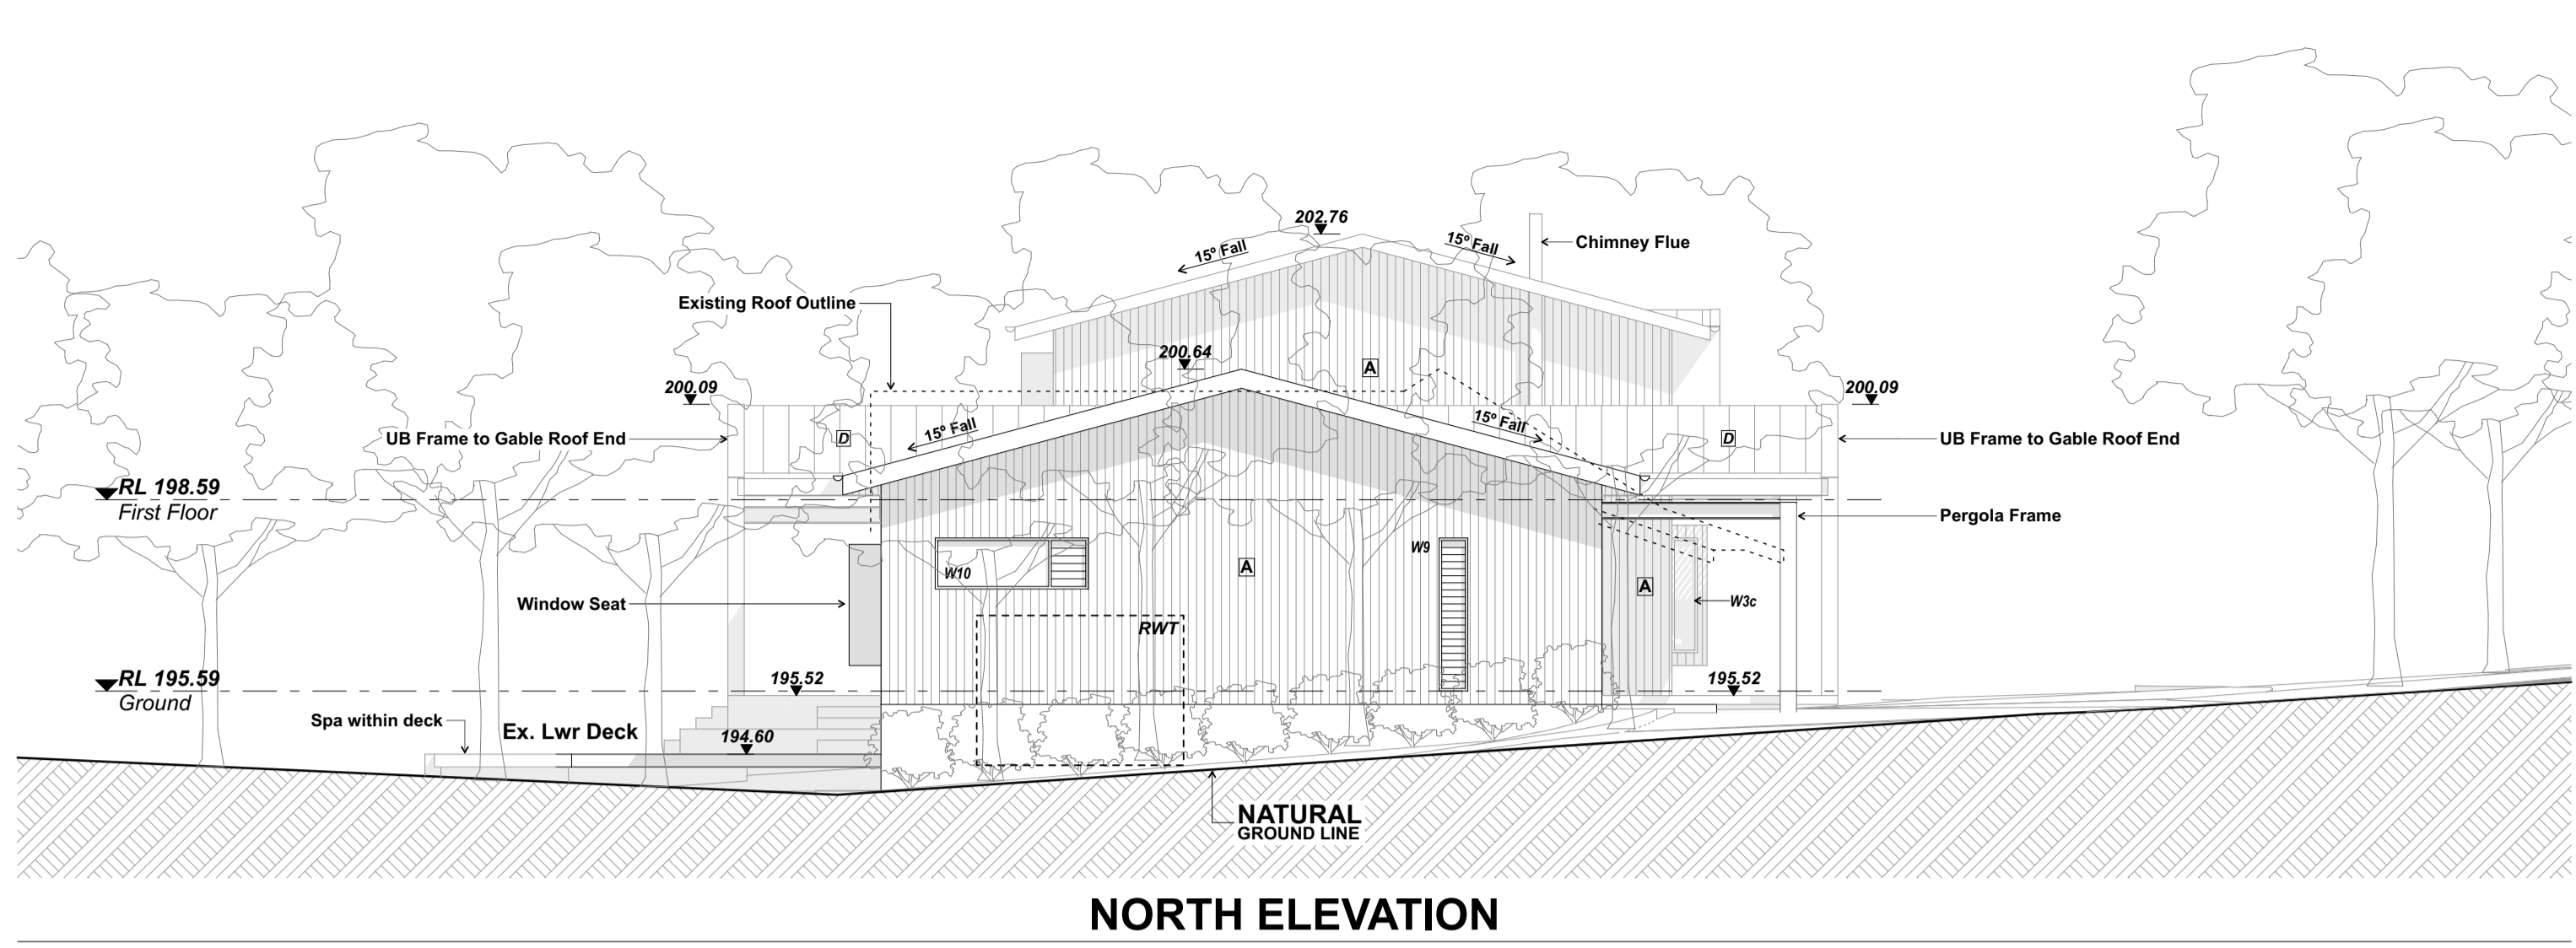 202.76
15º Fall
15º Fall
Chimney Flue
Existing Roof Outline
200.64
A
200.09
200.09
15º Fall
15º Fall
UB Frame to Gable Roof End
D
D
UB Frame to Gable Roof End
RL 198.59
First Floor
Pergola Frame
W9
W10
A
A
Window Seat
W3c
RWT
RL 195.59
Ground
195.52
195.52
Spa within deck
Ex. Lwr Deck
194.60
NATURAL
GROUND LINE
NORTH ELEVATION